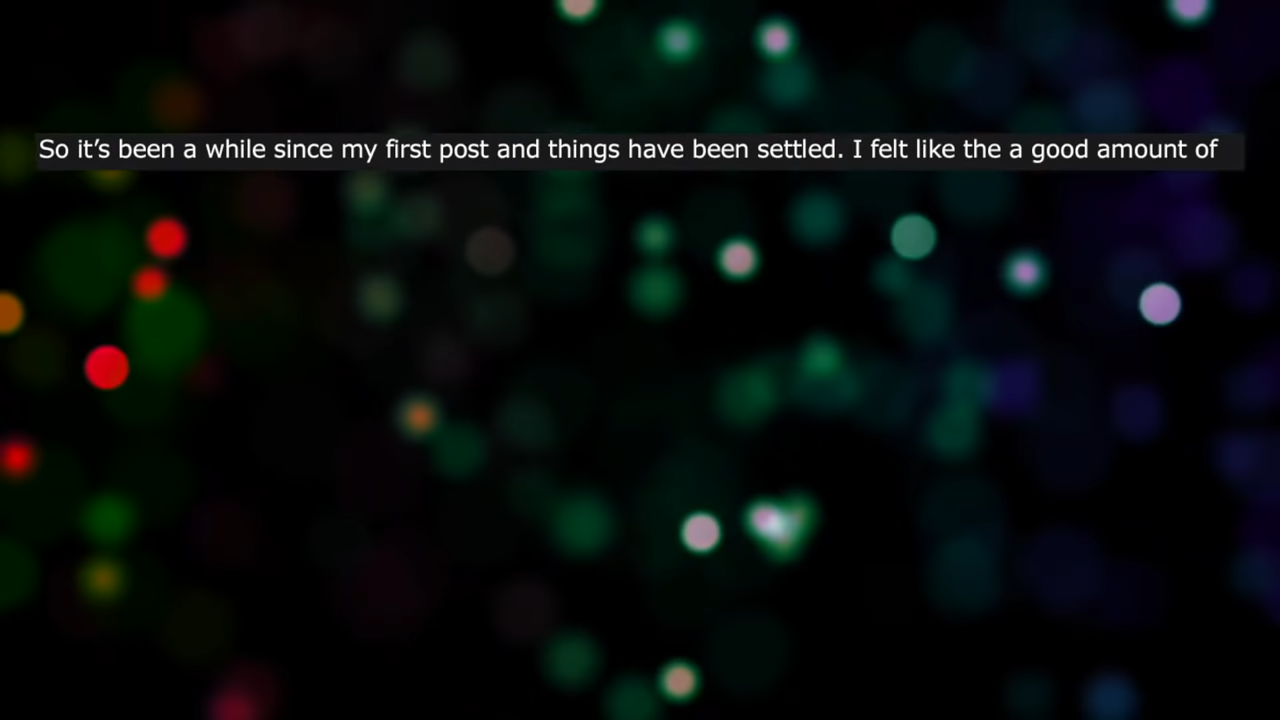 So it’s been a while since my first post and things have been settled. I felt like the a good amount of